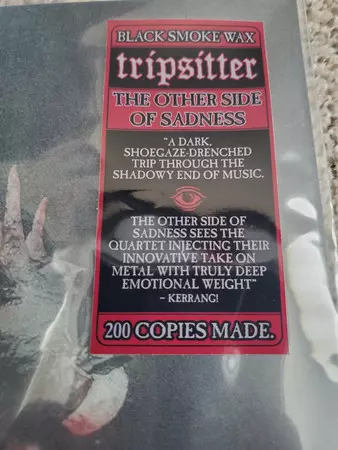 BLACK SMOKE WAX
tripsitter
THE OTHER SIDE
OF SADNESS
"A DARK,
SHOEGAZE-DRENCHED
TRIP THROUGH THE
SHADOWY END OF MUSIC.
THE OTHER SIDE OF
SADNESS SEES THE
QUARTET INJECTING THEIR
INNOVATIVE TAKE ON
METAL WITH TRULY DEEP
EMOTIONAL WEIGHT"
– KERRANG!
200 COPIES MADE.